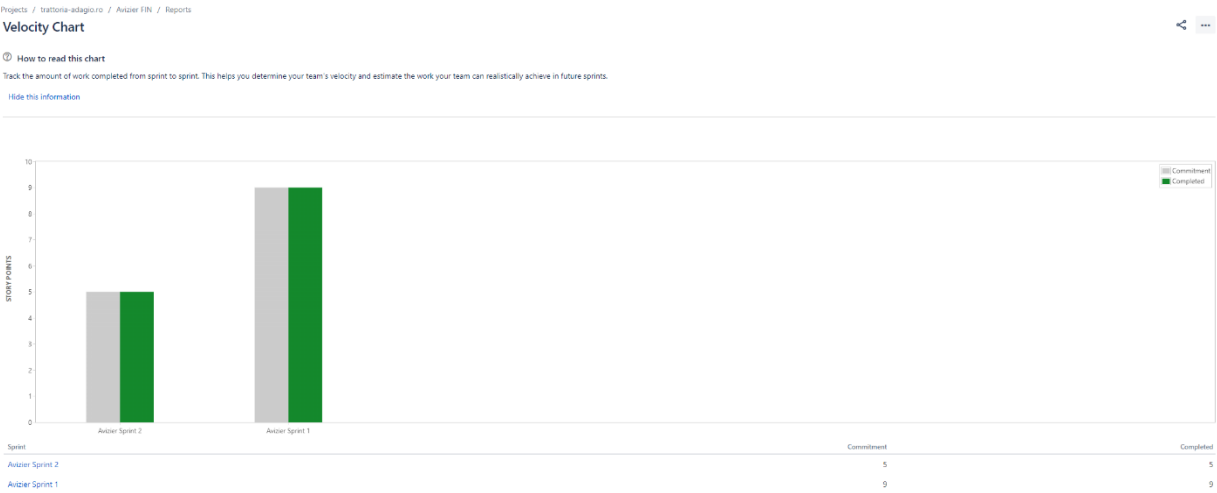 Projects / trattoria-adagio.ro / Avizier FIN / Reports
Velocity Chart
How to read this chart
Track the amount of work completed from sprint to sprint. This helps you determine your team's velocity and estimate the work your team can realistically achieve in future sprints.
Hide this information
Commitment
Completed
STORY POINTS
10
9
8
7
6
5
4
3
2
1
0
Avizier Sprint 2 Avizier Sprint 1
Sprint Commitment Completed
Avizier Sprint 2 5 5
Avizier Sprint 1 9 9